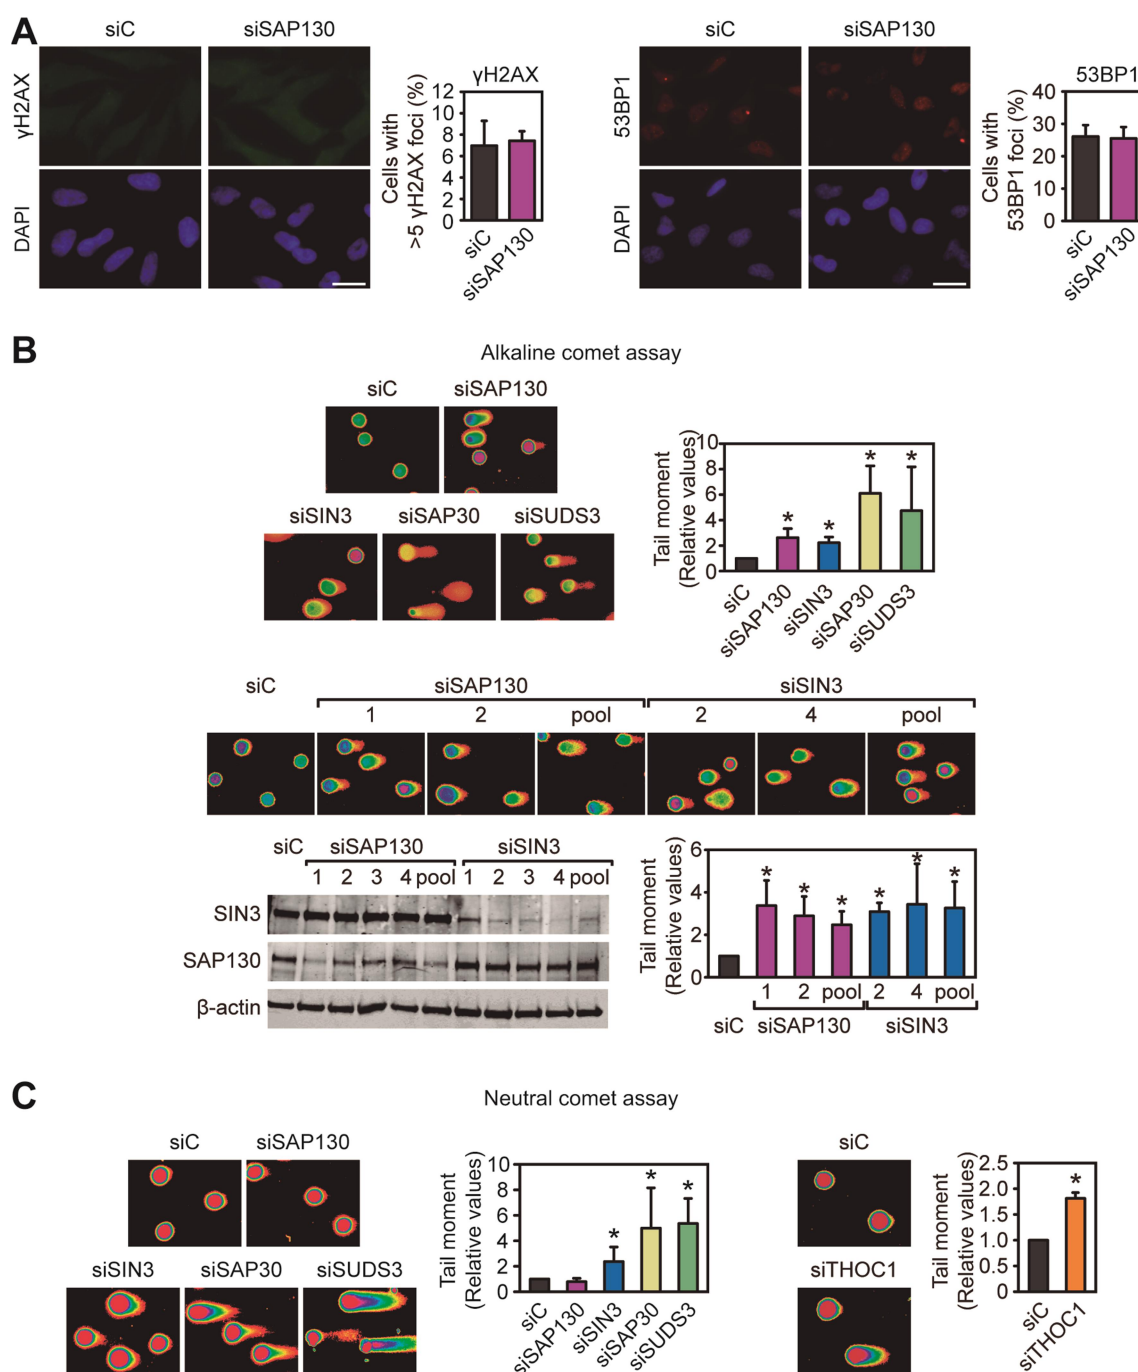 A
siC siSAP130
γH2AX
DAPI
γH2AX
Cells with
>5 γH2AX foci (%)
12
10
8
6
4
2
0
siC
siSAP130
siC siSAP130
53BP1
DAPI
53BP1
Cells with
53BP1 foci (%)
40
30
20
10
0
siC
siSAP130
B
Alkaline comet assay
siC siSAP130
siSIN3 siSAP30 siSUDS3
Tail moment
(Relative values)
10
8
6
4
2
0
* * * *
siC
siSAP130
siSIN3
siSAP30
siSUDS3
siC siSAP130 siSIN3
1 2 pool 2 4 pool
siC siSAP130 siSIN3
1 2 3 4 pool 1 2 3 4 pool
SIN3
SAP130
β-actin
Tail moment
(Relative values)
6
4
2
0
* * * * * *
1 2 pool 2 4 pool
siC siSAP130 siSIN3
C
Neutral comet assay
siC siSAP130
siSIN3 siSAP30 siSUDS3
Tail moment
(Relative values)
10
8
6
4
2
0
* * *
siC
siSAP130
siSIN3
siSAP30
siSUDS3
siC
siTHOC1
Tail moment
(Relative values)
2.5
2.0
1.5
1.0
0.5
0
*
siC
siTHOC1